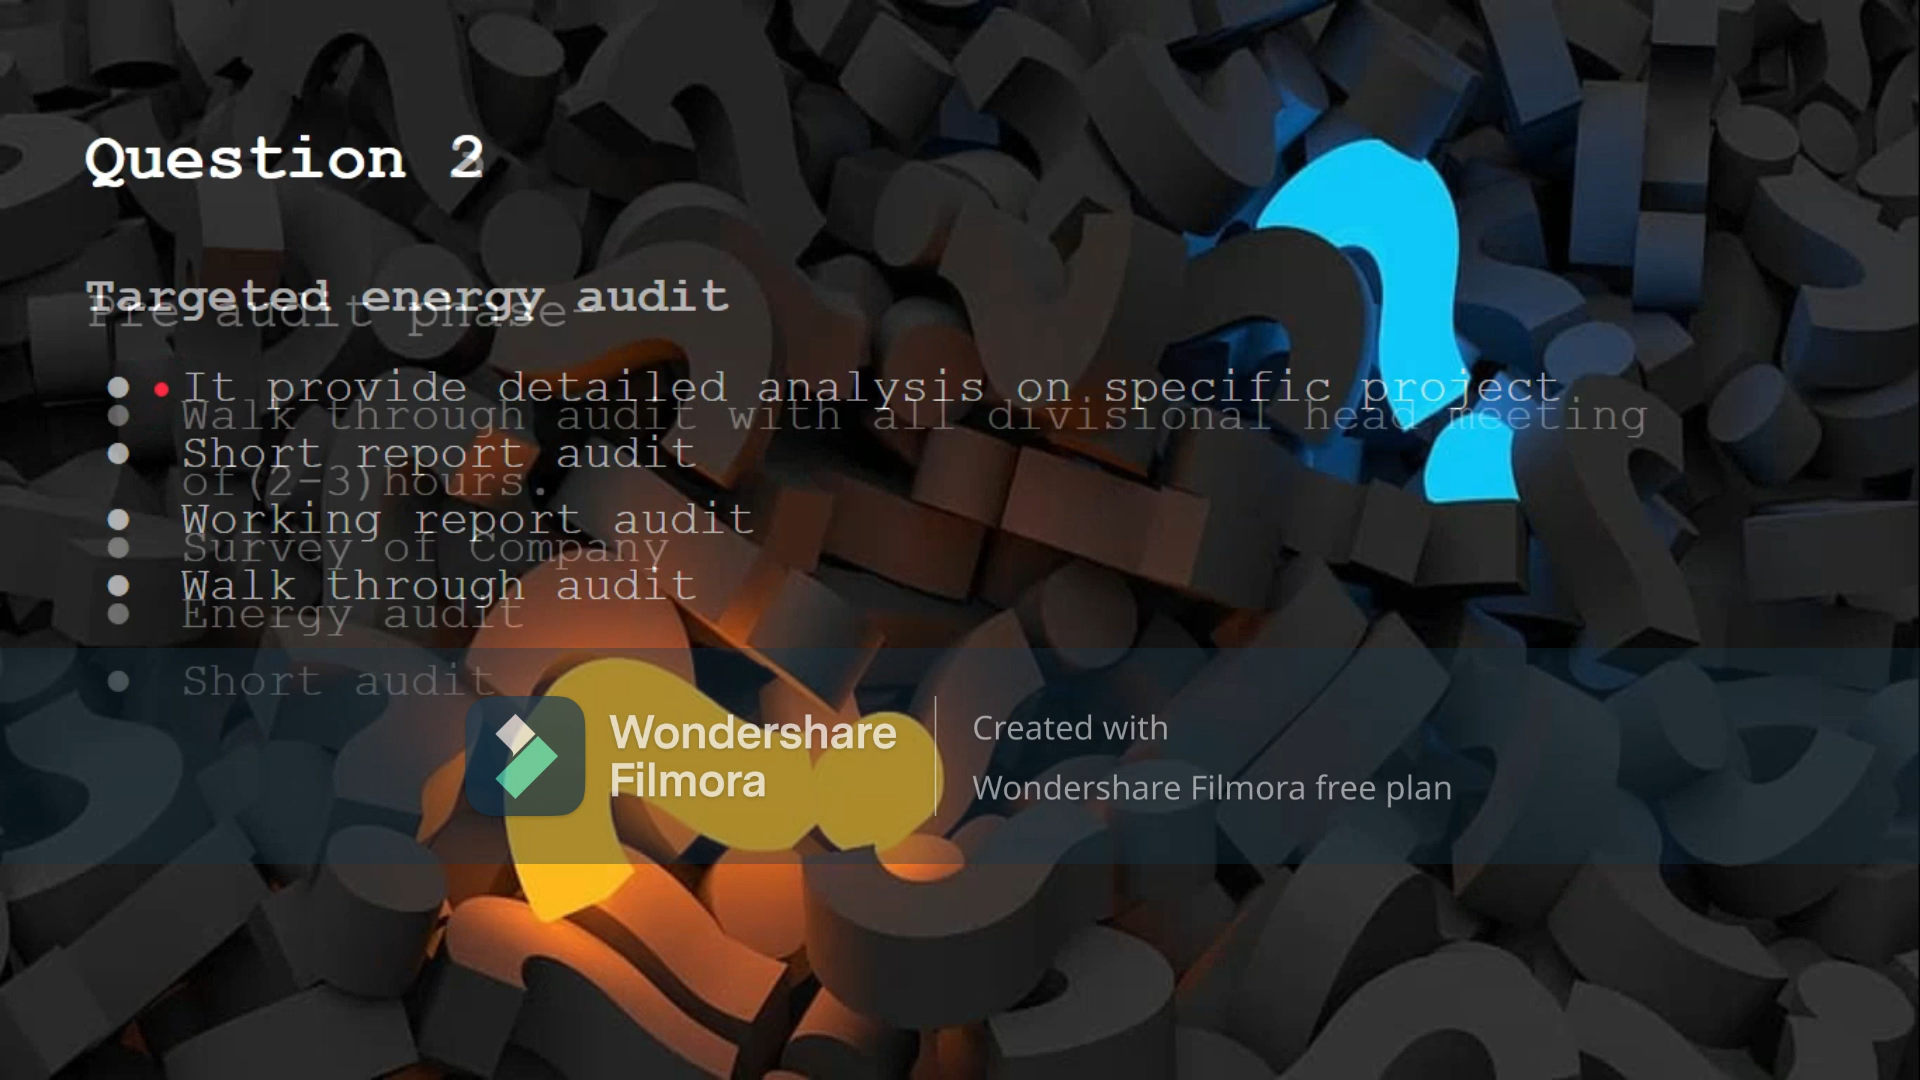 Question 2
Targeted energy audit
Pre audit phase-
• It provide detailed analysis on specific project
Walk through audit with all divisional head meeting
• Short report audit
of(2-3)hours.
• Working report audit
• Survey of Company
• Walk through audit
• Energy audit
• Short audit
Wondershare
Filmora
Created with
Wondershare Filmora free plan